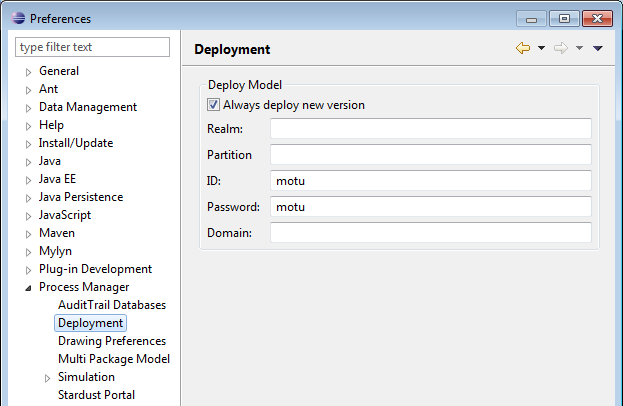 Preferences
type filter text
General
Ant
Data Management
Help
Install/Update
Java
Java EE
Java Persistence
JavaScript
Maven
Mylyn
Plug-in Development
Process Manager
AuditTrail Databases
Deployment
Drawing Preferences
Multi Package Model
Simulation
Stardust Portal
Deployment
Deploy Model
Always deploy new version
Realm:
Partition
ID: motu
Password: motu
Domain: